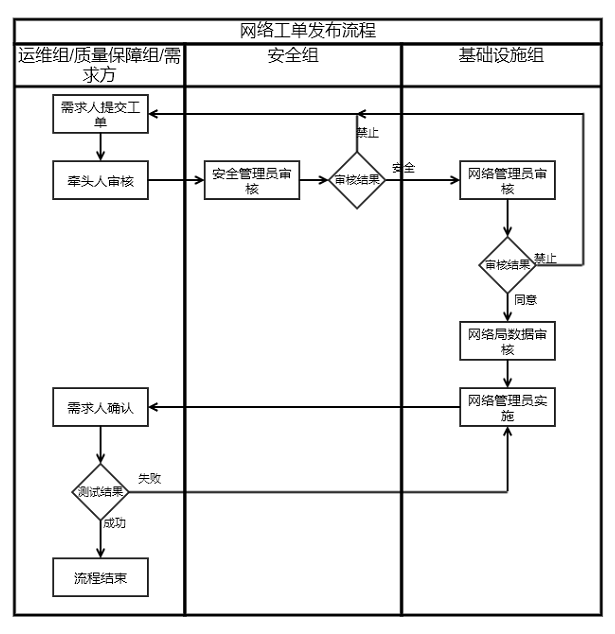 网络工单发布流程
运维组/质量保障组/需
求方
安全组
基础设施组
需求人提交工
单
禁止
牵头人审核
安全管理员审
核
审核结果
安全
网络管理员审
核
审核结果
禁止
同意
网络局数据审
核
需求人确认
网络管理员实
施
测试结果
失败
成功
流程结束